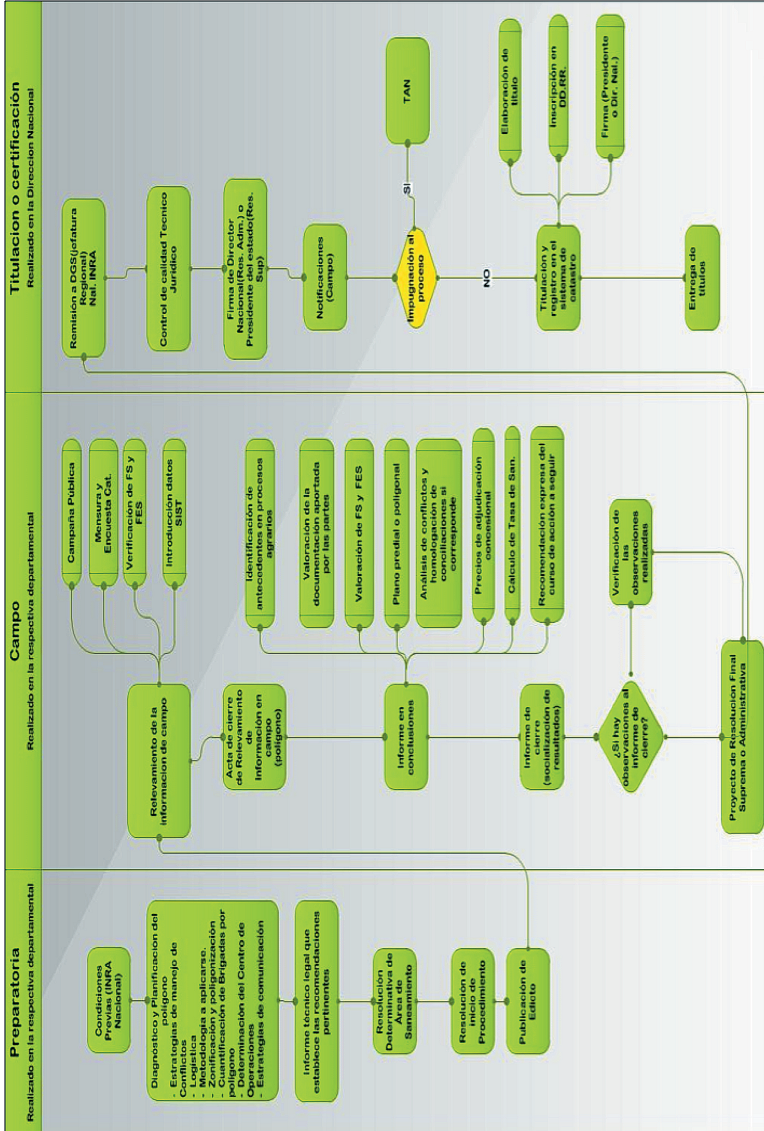 Preparatoria
Realizado en la respectiva departamental
Condiciones
Previas (INRA
Nacional)
Diagnóstico y Planificacion del
polígono
- Estrategias de manejo de
Conflictos
- Logística
- Metodología a aplicarse.
- Zonificación y poligonización
- Cuantificación de Brigadas por
polígono
- Determinación del Centro de
Operaciones
- Estrategias de comunicación
Informe técnico legal que
establece las recomendaciones
pertinentes
Resolución
Determinativa de
Área de
Saneamiento
Resolución de
inicio de
Procedimiento
Publicación de
Edicto
Campo
Realizado en la respectiva departamental
Relevamiento de la
informacion de campo
Campaña Pública
Mensura y
Encuesta Cat.
Verificación de FS y
FES
Introducción datos
SIST
Acta de cierre
de Relevamiento
de
Información en
campo
(polígono)
Informe en
conclusiones
Identificación de
antecedentes en procesos
agrarios
Valoración de la
documentación aportada
por las partes
Valoración de FS y FES
Plano predial o poligonal
Análisis de conflictos y
homologación de
conciliaciones si
corresponde
Precios de adjudicación
concesional
Cálculo de Tasa de San.
Recomendación expresa del
curso de acción a seguir
Informe de
cierre
(socialización de
resultados)
¿Si hay
observaciones al
informe de
cierre?
Verificación de
las
observaciones
realizadas
Proyecto de Resolución Final
Suprema o Administrativa
Titulacion o certificación
Realizado en la Direccion Nacional
Remisión a DGS(jefatura
Regional)
Nal. INRA
Control de calidad Tecnico
Jurídico
Firma de Director
Nacional(Res. Adm.) o
Presidente del estado(Res.
Sup)
Notificaciones
(Campo)
Impugnación al
proceso
SI
TAN
NO
Titulación y
registro en el
sistema de
catastro
Elaboración de
título
Inscripción en
DD.RR.
Firma (Presidente
o Dir. Nal.)
Entrega de
títulos